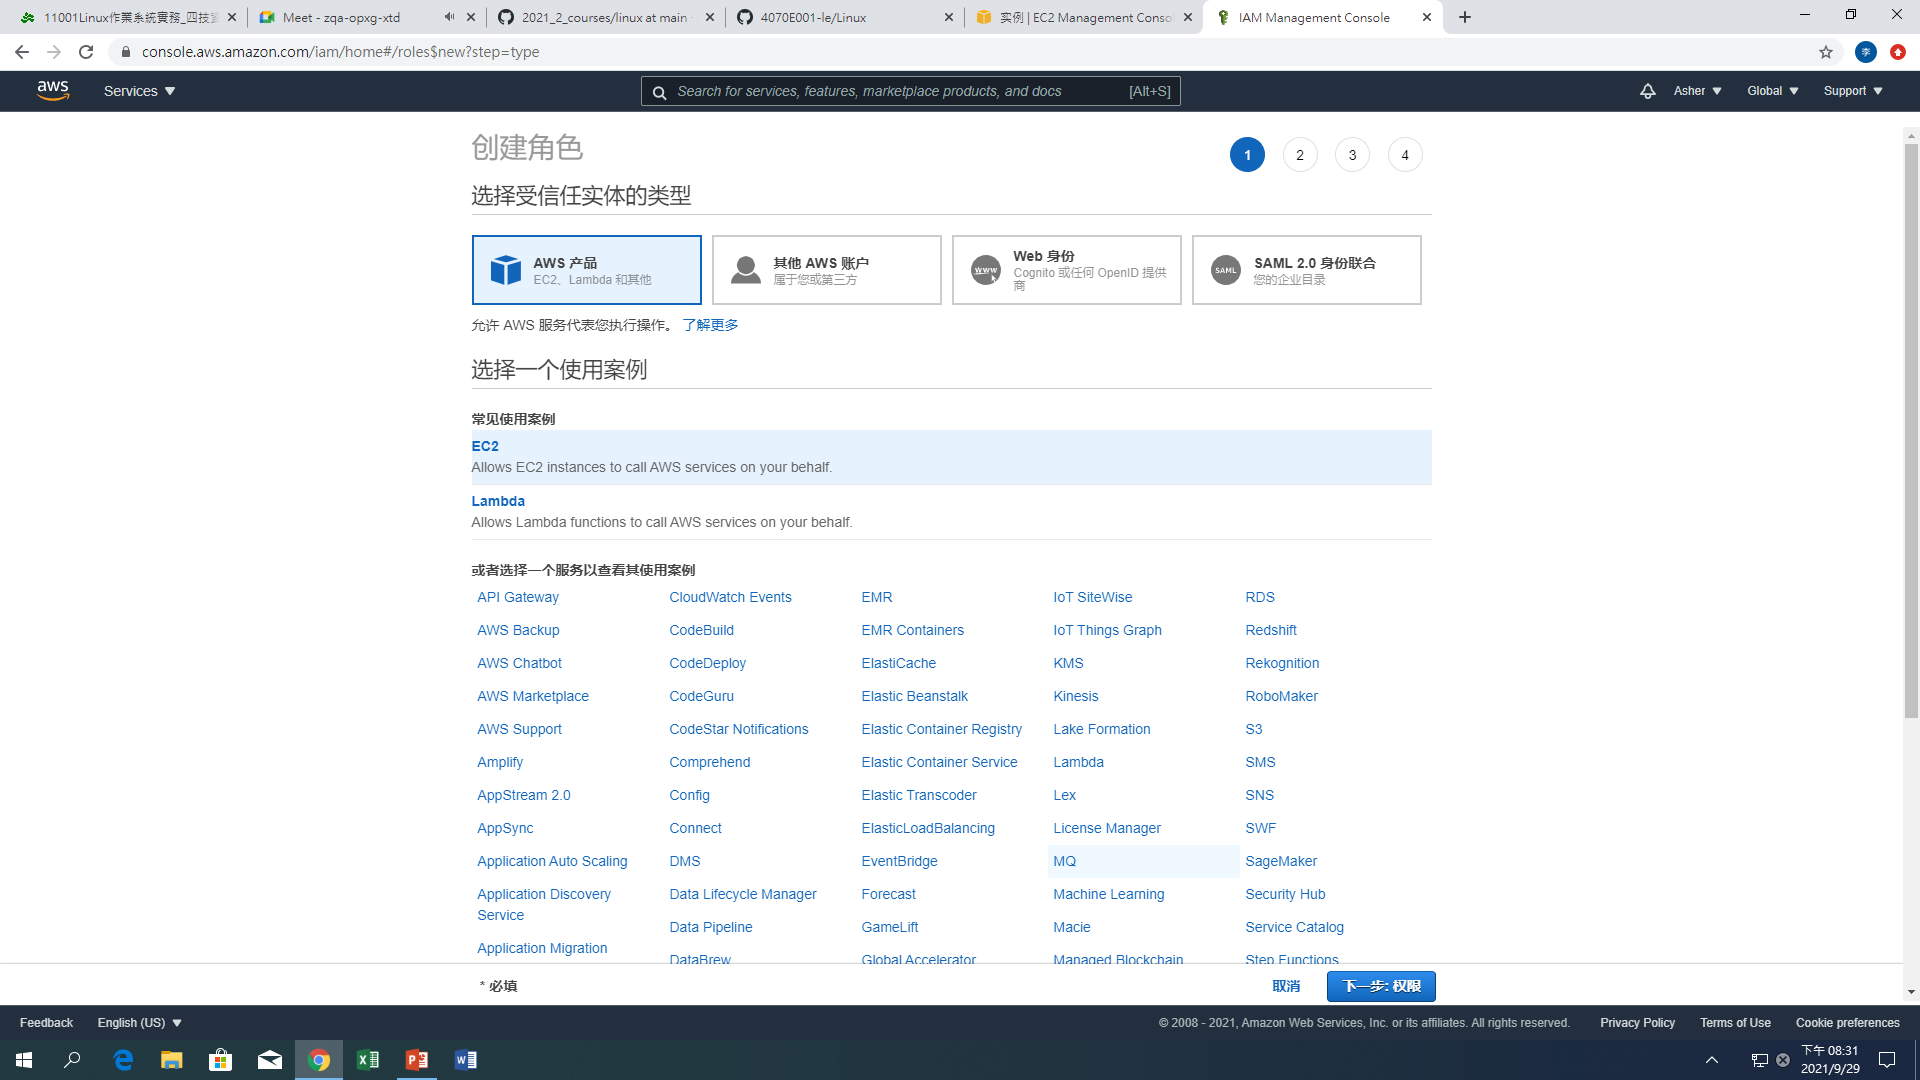 11001Linux作業系統實務_四技資
Meet - zqa-opxg-xtd
2021_2_courses/linux at main
4070E001-le/Linux
实例 | EC2 Management Consol
IAM Management Console
console.aws.amazon.com/iam/home#/roles$new?step=type
李
aws
Services
Search for services, features, marketplace products, and docs
[Alt+S]
Asher
Global
Support
创建角色
1
2
3
4
选择受信任实体的类型
AWS 产品
EC2、Lambda 和其他
其他 AWS 账户
属于您或第三方
www
Web 身份
Cognito 或任何 OpenID 提供
商
SAML
SAML 2.0 身份联合
您的企业目录
允许 AWS 服务代表您执行操作。 了解更多
选择一个使用案例
常见使用案例
EC2
Allows EC2 instances to call AWS services on your behalf.
Lambda
Allows Lambda functions to call AWS services on your behalf.
或者选择一个服务以查看其使用案例
API Gateway
CloudWatch Events
EMR
IoT SiteWise
RDS
AWS Backup
CodeBuild
EMR Containers
IoT Things Graph
Redshift
AWS Chatbot
CodeDeploy
ElastiCache
KMS
Rekognition
AWS Marketplace
CodeGuru
Elastic Beanstalk
Kinesis
RoboMaker
AWS Support
CodeStar Notifications
Elastic Container Registry
Lake Formation
S3
Amplify
Comprehend
Elastic Container Service
Lambda
SMS
AppStream 2.0
Config
Elastic Transcoder
Lex
SNS
AppSync
Connect
ElasticLoadBalancing
License Manager
SWF
Application Auto Scaling
DMS
EventBridge
MQ
SageMaker
Application Discovery
Service
Data Lifecycle Manager
Forecast
Machine Learning
Security Hub
Data Pipeline
GameLift
Macie
Service Catalog
Application Migration
DataBrew
Global Accelerator
Managed Blockchain
Step Functions
* 必填
取消
下一步: 权限
Feedback
English (US)
© 2008 - 2021, Amazon Web Services, Inc. or its affiliates. All rights reserved.
Privacy Policy
Terms of Use
Cookie preferences
下午 08:31
2021/9/29